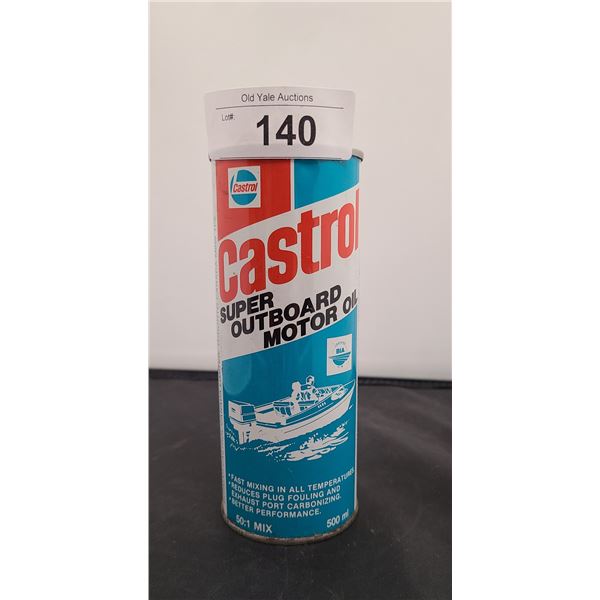 Old Yale Auctions
Lot#:
140
Castrol
Castrol
SUPER
OUTBOARD
MOTOR OIL
BIA
•FAST MIXING IN ALL TEMPERATURES.
•REDUCES PLUG FOULING AND
EXHAUST PORT CARBONIZING.
•BETTER PERFORMANCE.
50:1 MIX
500 ml